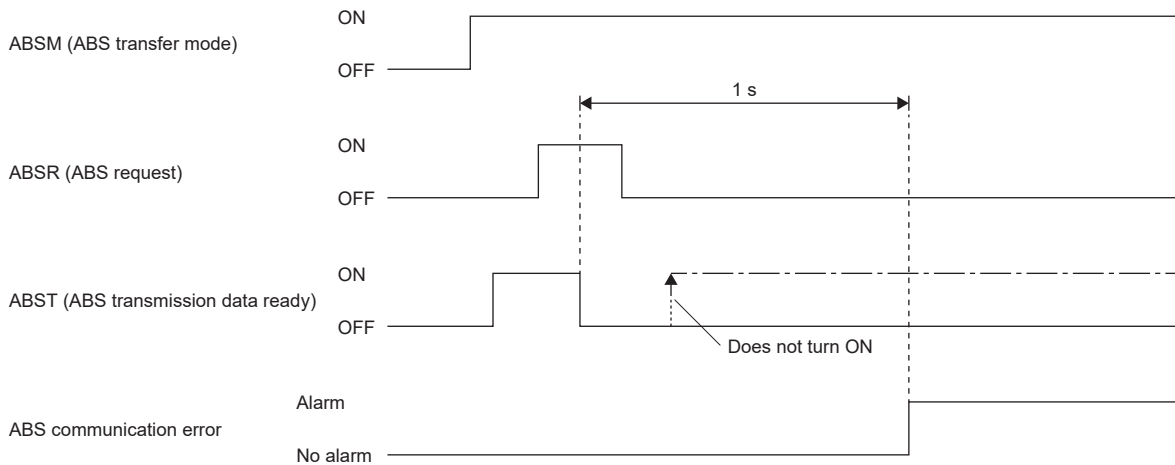 ON
ABSM (ABS transfer mode)
OFF
1 s
ON
ABSR (ABS request)
OFF
ON
ABST (ABS transmission data ready)
OFF
Does not turn ON
Alarm
ABS communication error
No alarm